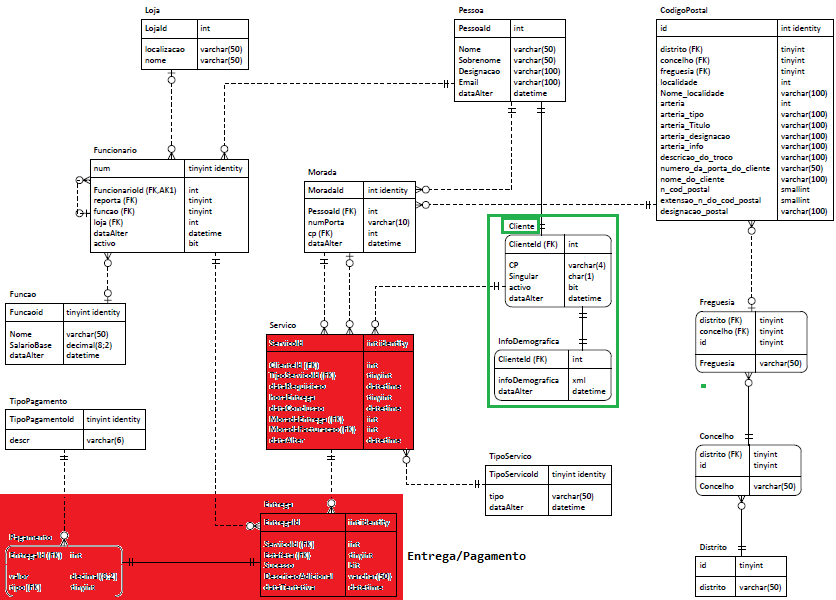 Loja
LojaId int
localizacao varchar(50)
nome varchar(50)
Pessoa
PessoaId int
Nome varchar(50)
Sobrenome varchar(50)
Designacao varchar(100)
Email varchar(100)
dataAlter datetime
CodigoPostal
id int identity
distrito (FK) tinyint
concelho (FK) tinyint
freguesia (FK) tinyint
localidade int
Nome_localidade varchar(100)
arteria int
arteria_tipo varchar(100)
arteria_Titulo varchar(100)
arteria_designacao varchar(100)
arteria_info varchar(100)
descricao_do_troco varchar(100)
numero_da_porta_do_cliente varchar(50)
nome_do_cliente varchar(100)
n_cod_postal smallint
extensao_n_do_cod_postal smallint
designacao_postal varchar(100)
Funcionario
num tinyint identity
FuncionarioId (FK,AK1) int
reporta (FK) tinyint
funcao (FK) tinyint
loja (FK) int
dataAlter datetime
activo bit
Morada
MoradaId int identity
PessoaId (FK) int
numPorta varchar(10)
cp (FK) int
dataAlter datetime
Cliente
ClienteId (FK) int
CP varchar(4)
Singular char(1)
activo bit
dataAlter datetime
InfoDemografica
ClienteId (FK) int
infoDemografica xml
dataAlter datetime
Funcao
Funcaoid tinyint identity
Nome varchar(50)
SalarioBase decimal(8;2)
dataAlter datetime
Servico
ServicoId int identity
ClienteId (FK) int
TipoServicoId (FK) tinyint
dataRequisicao datetime
horaEntrega tinyint
dataConclusao datetime
MoradaEntrega(FK) int
MoradaFacturacao(FK) int
dataAlter datetime
Freguesia
distrito (FK) tinyint
concelho (FK) tinyint
id tinyint
Freguesia varchar(50)
TipoPagamento
TipoPagamentoId tinyint identity
descr varchar(6)
TipoServico
TipoServicoId tinyint identity
tipo varchar(50)
dataAlter datetime
Concelho
distrito (FK) tinyint
id tinyint
Concelho varchar(50)
Pagamento
EntregaId (FK) int
valor decimal(8;2)
tipo(FK) tinyint
Entrega
EntregaId int identity
ServicoId (FK) int
Estafeta (FK) tinyint
Sucesso bit
DescricaoAdicional varchar(50)
dataTentativa datetime
Entrega/Pagamento
Distrito
id tinyint
distrito varchar(50)